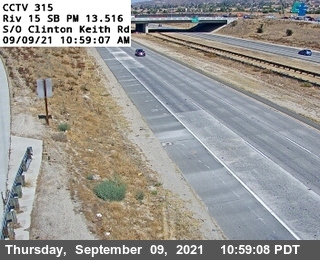 CCTV 315
Riv 15 SB PM 13.516
S/O Clinton Keith Rd
09/09/21 10:59:07 AM
Thursday, September 09, 2021 10:59:08 PDT